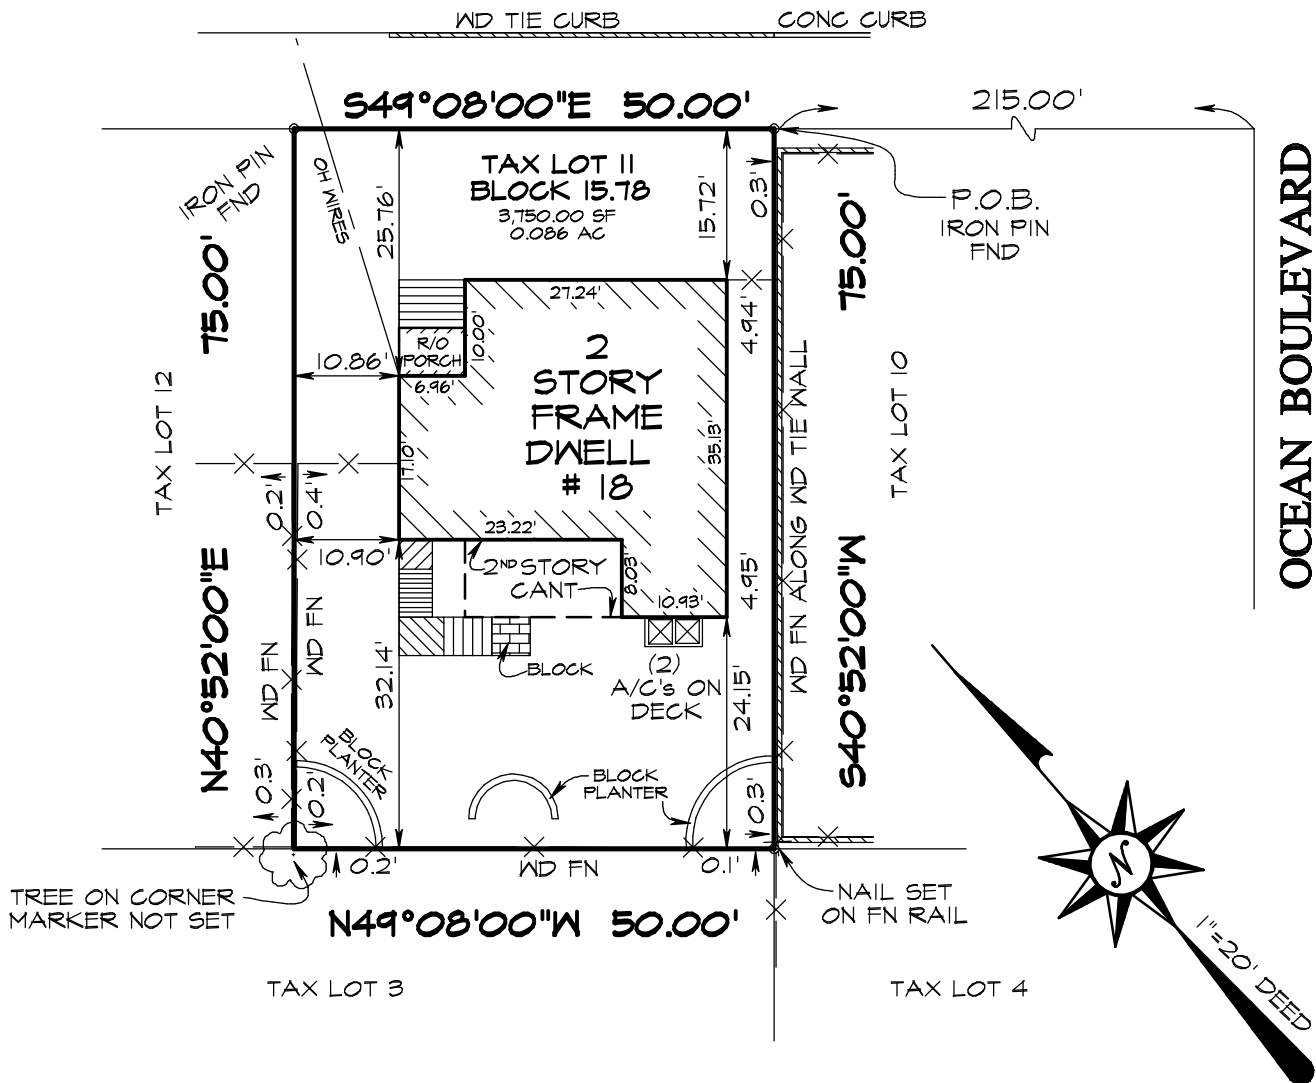 WD TIE CURB
CONC CURB
S49°08'00"E 50.00'
215.00'
IRON PIN
FND
OH WIRES
25.76'
TAX LOT 11
BLOCK 15.78
3,750.00 SF
0.086 AC
15.72'
0.3'
P.O.B.
IRON PIN
FND
75.00'
75.00'
OCEAN BOULEVARD
27.24'
4.94'
R/O
PORCH
10.00'
6.96'
10.86'
2
STORY
FRAME
DWELL
# 18
35.13'
17.10'
TAX LOT 12
TAX LOT 10
WD FN ALONG WD TIE WALL
0.2'
0.4'
10.90'
23.22'
2ND STORY
CANT
8.03'
10.93'
4.95'
N40°52'00"E
S40°52'00"W
WD FN
WD FN
32.14'
BLOCK
(2)
A/C's ON
DECK
24.15'
BLOCK
PLANTER
BLOCK
PLANTER
0.3'
0.2'
0.3'
0.2'
WD FN
0.1'
TREE ON CORNER
MARKER NOT SET
N49°08'00"W 50.00'
NAIL SET
ON FN RAIL
TAX LOT 3
TAX LOT 4
N
1"=20' DEED